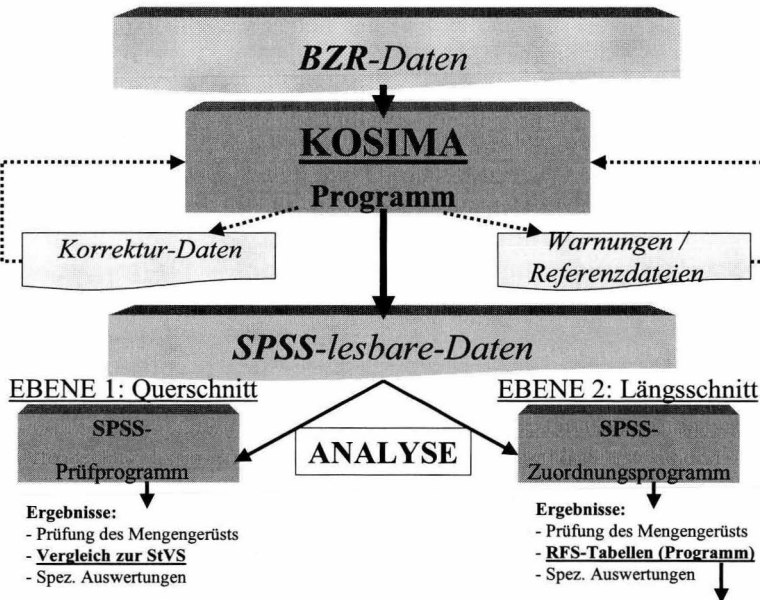 BZR-Daten
KOSIMA
Programm
Korrektur-Daten
Warnungen /
Referenzdateien
SPSS-lesbare-Daten
EBENE 1: Querschnitt
EBENE 2: Längsschnitt
SPSS-
Prüfprogramm
ANALYSE
SPSS-
Zuordnungsprogramm
Ergebnisse:
- Prüfung des Mengengerüsts
- Vergleich zur StVS
- Spez. Auswertungen
Ergebnisse:
- Prüfung des Mengengerüsts
- RFS-Tabellen (Programm)
- Spez. Auswertungen